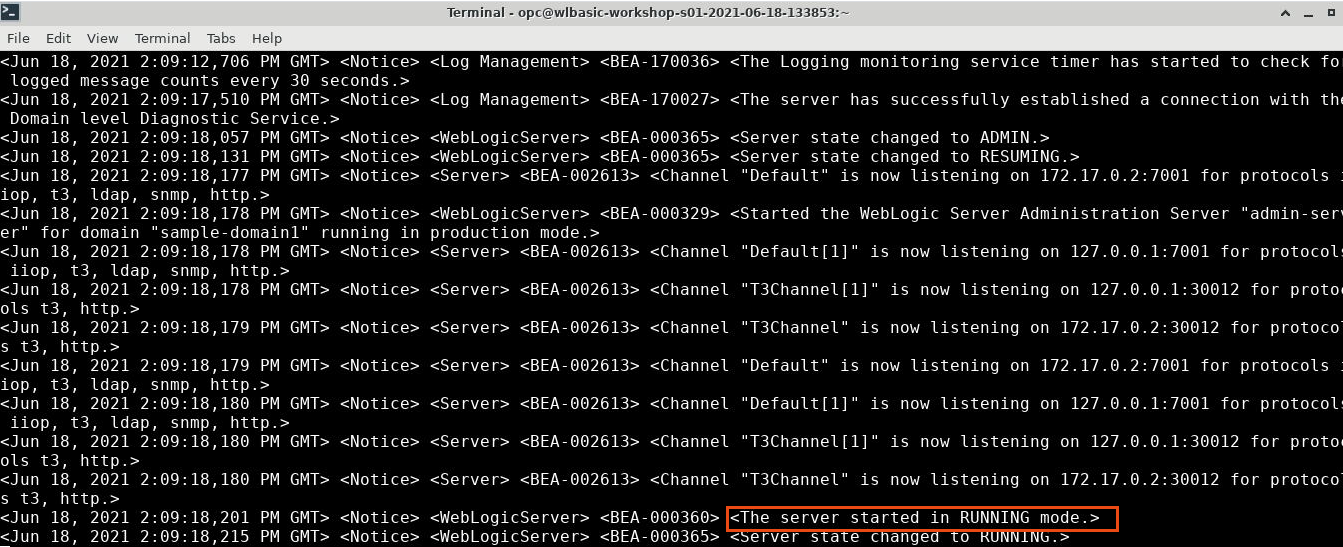 Terminal - opc@wlbasic-workshop-s01-2021-06-18-133853:~
File Edit View Terminal Tabs Help
<Jun 18, 2021 2:09:12,706 PM GMT> <Notice> <Log Management> <BEA-170036> <The Logging monitoring service timer has started to check fo
logged message counts every 30 seconds.>
<Jun 18, 2021 2:09:17,510 PM GMT> <Notice> <Log Management> <BEA-170027> <The server has successfully established a connection with the
Domain level Diagnostic Service.>
<Jun 18, 2021 2:09:18,057 PM GMT> <Notice> <WebLogicServer> <BEA-000365> <Server state changed to ADMIN.>
<Jun 18, 2021 2:09:18,131 PM GMT> <Notice> <WebLogicServer> <BEA-000365> <Server state changed to RESUMING.>
<Jun 18, 2021 2:09:18,177 PM GMT> <Notice> <Server> <BEA-002613> <Channel "Default" is now listening on 172.17.0.2:7001 for protocols i
iop, t3, ldap, snmp, http.>
<Jun 18, 2021 2:09:18,178 PM GMT> <Notice> <WebLogicServer> <BEA-000329> <Started the WebLogic Server Administration Server "admin-serv
er" for domain "sample-domain1" running in production mode.>
<Jun 18, 2021 2:09:18,178 PM GMT> <Notice> <Server> <BEA-002613> <Channel "Default[1]" is now listening on 127.0.0.1:7001 for protocols
iiop, t3, ldap, snmp, http.>
<Jun 18, 2021 2:09:18,178 PM GMT> <Notice> <Server> <BEA-002613> <Channel "T3Channel[1]" is now listening on 127.0.0.1:30012 for protoc
ols t3, http.>
<Jun 18, 2021 2:09:18,179 PM GMT> <Notice> <Server> <BEA-002613> <Channel "T3Channel" is now listening on 172.17.0.2:30012 for protocol
s t3, http.>
<Jun 18, 2021 2:09:18,179 PM GMT> <Notice> <Server> <BEA-002613> <Channel "Default" is now listening on 172.17.0.2:7001 for protocols i
iop, t3, ldap, snmp, http.>
<Jun 18, 2021 2:09:18,180 PM GMT> <Notice> <Server> <BEA-002613> <Channel "Default[1]" is now listening on 127.0.0.1:7001 for protocols
iiop, t3, ldap, snmp, http.>
<Jun 18, 2021 2:09:18,180 PM GMT> <Notice> <Server> <BEA-002613> <Channel "T3Channel[1]" is now listening on 127.0.0.1:30012 for protoc
ols t3, http.>
<Jun 18, 2021 2:09:18,180 PM GMT> <Notice> <Server> <BEA-002613> <Channel "T3Channel" is now listening on 172.17.0.2:30012 for protocol
s t3, http.>
<Jun 18, 2021 2:09:18,201 PM GMT> <Notice> <WebLogicServer> <BEA-000360> <The server started in RUNNING mode.>
<Jun 18, 2021 2:09:18,215 PM GMT> <Notice> <WebLogicServer> <BEA-000365> <Server state changed to RUNNING.>